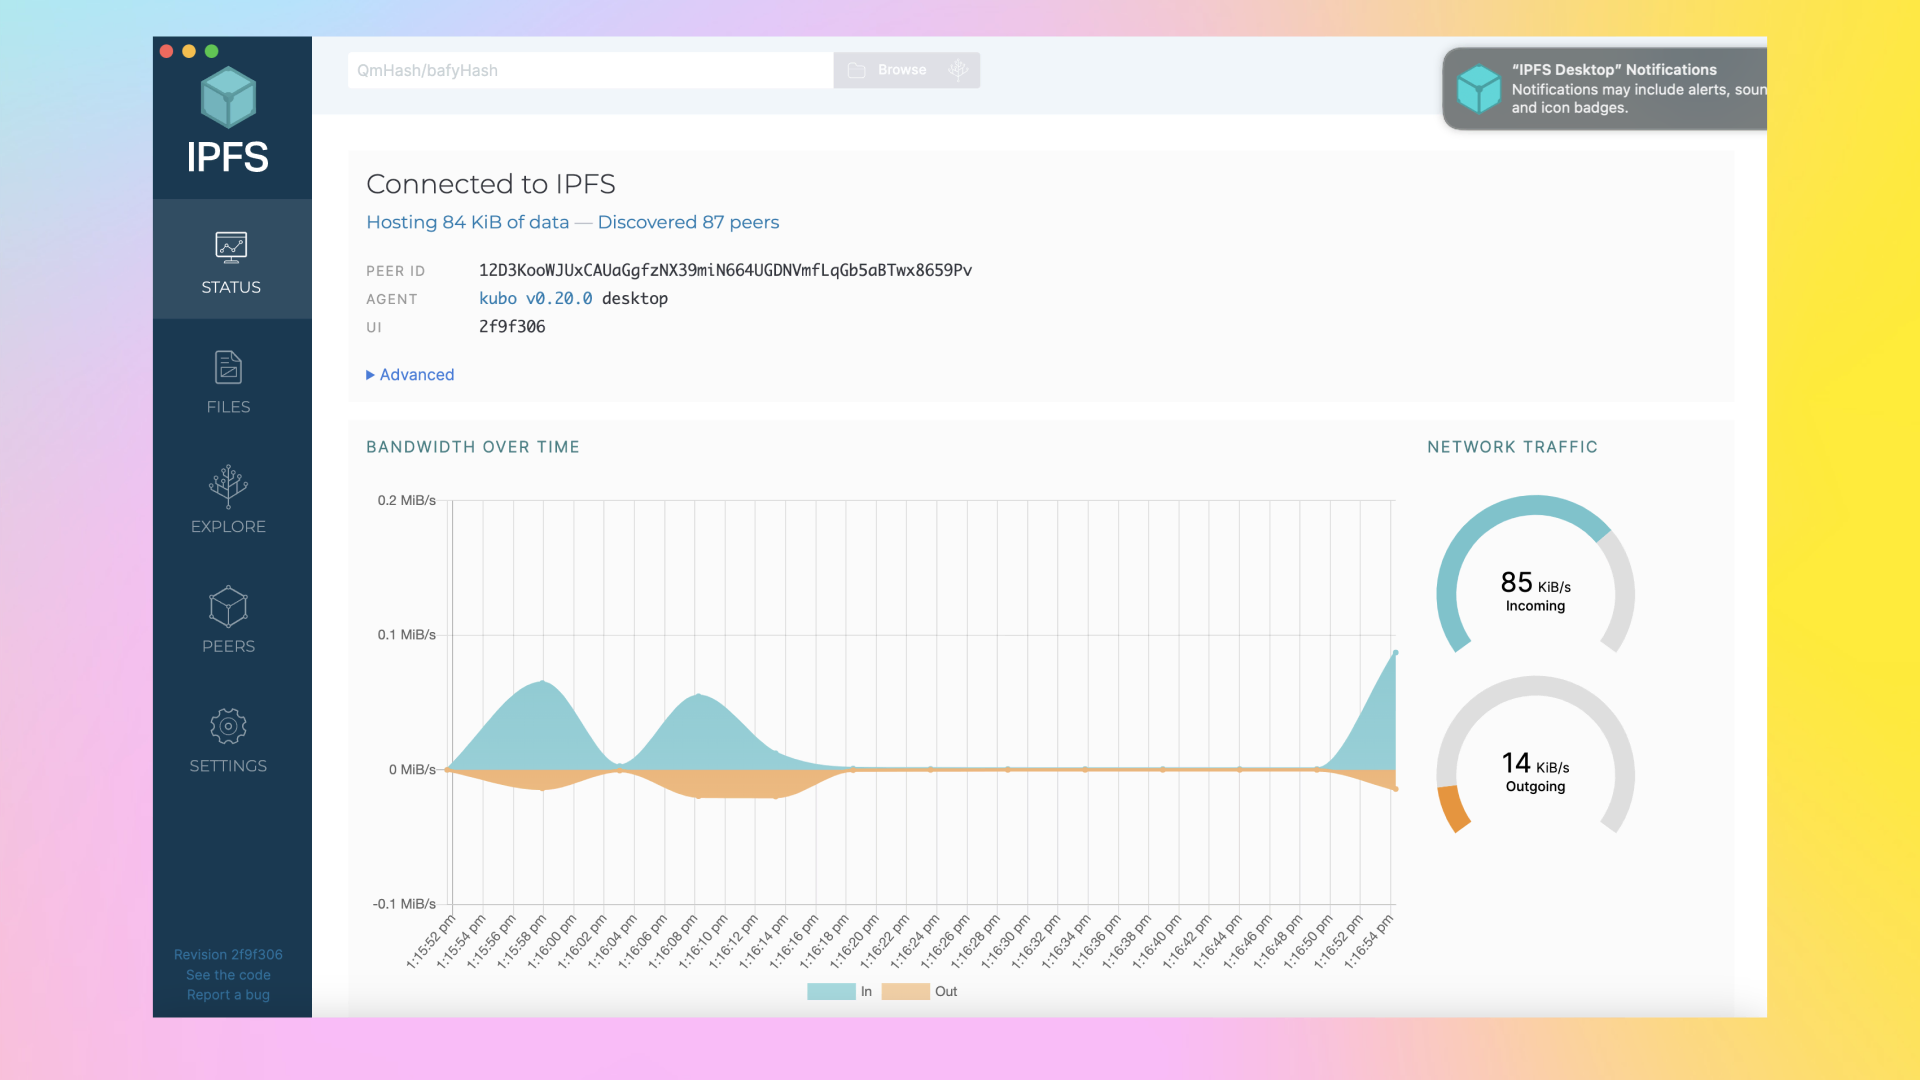 IPFS
STATUS
FILES
EXPLORE
PEERS
SETTINGS
Revision 2f9f306
See the code
Report a bug
QmHash/bafyHash
Browse
“IPFS Desktop” Notifications
Notifications may include alerts, soun
and icon badges.
Connected to IPFS
Hosting 84 KiB of data — Discovered 87 peers
PEER ID 12D3KooWJUxCAUaGgfzNX39miN664UGDNVmfLqGb5aBTwx8659Pv
AGENT kubo v0.20.0 desktop
UI 2f9f306
Advanced
BANDWIDTH OVER TIME
0.2 MiB/s
0.1 MiB/s
0 MiB/s
-0.1 MiB/s
1:15:52 pm
1:15:54 pm
1:15:56 pm
1:15:58 pm
1:16:00 pm
1:16:02 pm
1:16:04 pm
1:16:06 pm
1:16:08 pm
1:16:10 pm
1:16:12 pm
1:16:14 pm
1:16:16 pm
1:16:18 pm
1:16:20 pm
1:16:22 pm
1:16:24 pm
1:16:26 pm
1:16:28 pm
1:16:30 pm
1:16:32 pm
1:16:34 pm
1:16:36 pm
1:16:38 pm
1:16:40 pm
1:16:42 pm
1:16:44 pm
1:16:46 pm
1:16:48 pm
1:16:50 pm
1:16:52 pm
1:16:54 pm
In Out
NETWORK TRAFFIC
85 KiB/s
Incoming
14 KiB/s
Outgoing